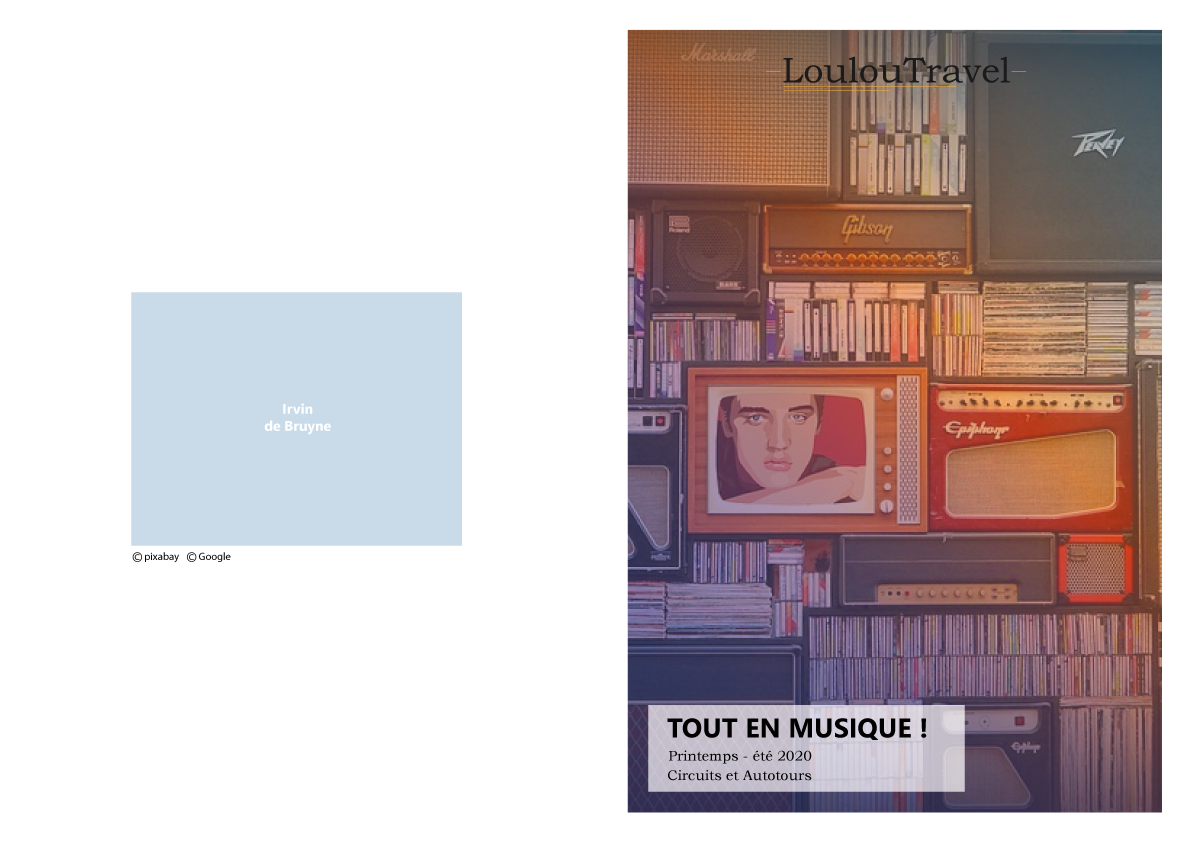 Irvin
de Bruyne
© pixabay © Google
Marshall
LoulouTravel
PEAVEY
Roland
Gibson
BASS
Epiphone
Epiphone
TOUT EN MUSIQUE !
Printemps - été 2020
Circuits et Autotours